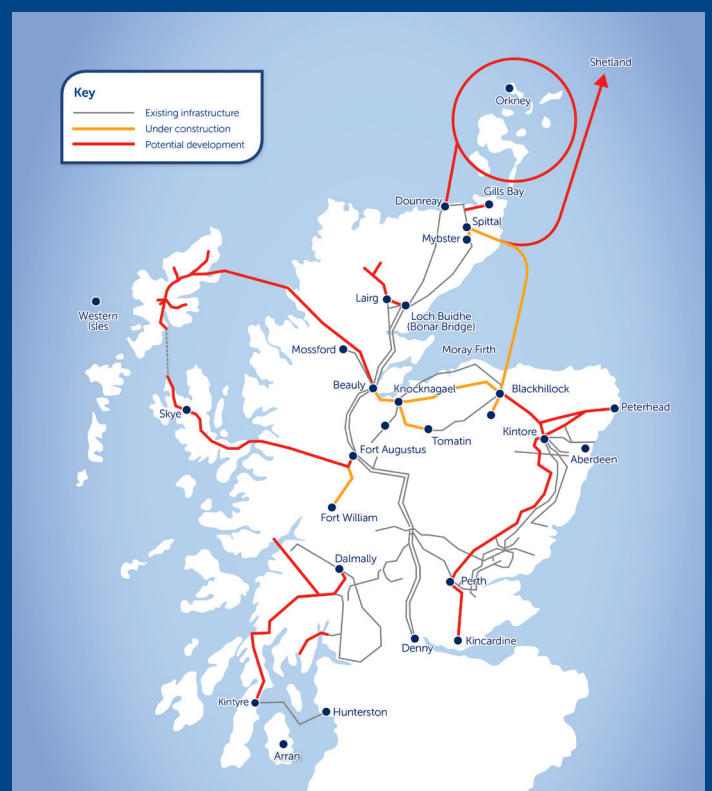 Shetland
Key
Existing infrastructure
Under construction
Potential development
Orkney
Gills Bay
Dounreay
Spittal
Mybster
Lairg
Loch Buidhe
(Bonar Bridge)
Western
Isles
Mossford
Moray Firth
Beauly
Knocknagael
Blackhillock
Skye
Peterhead
Kintore
Tomatin
Fort Augustus
Aberdeen
Fort William
Dalmally
Perth
Denny
Kincardine
Kintyre
Hunterston
Arran